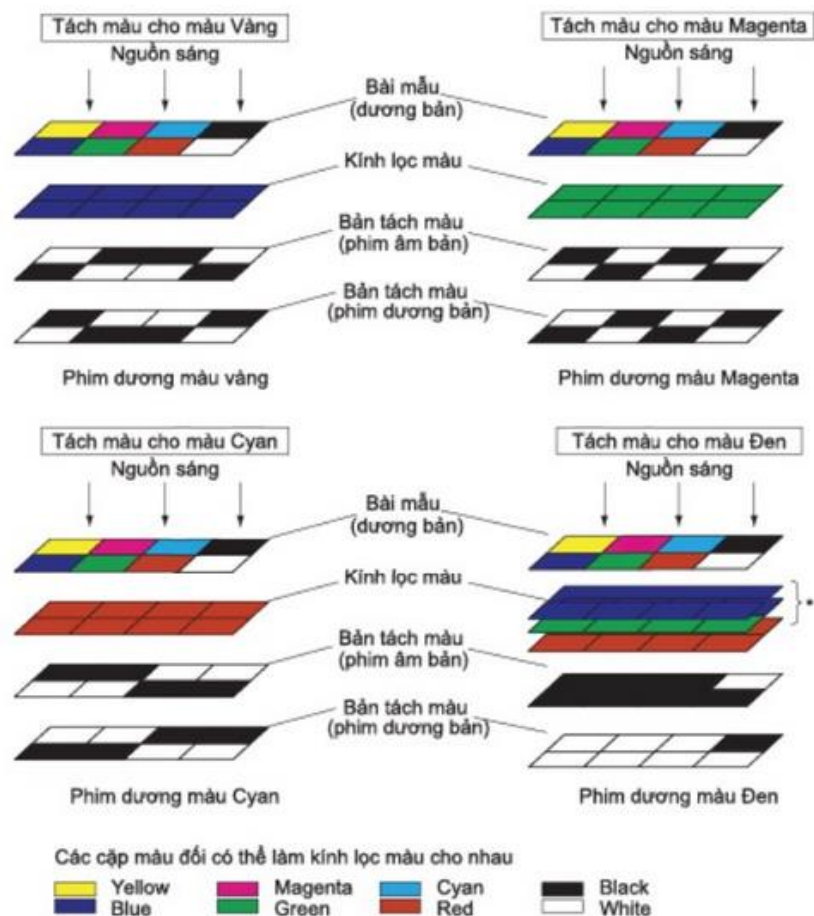 Tách màu cho màu Vàng
Nguồn sáng
Tách màu cho màu Magenta
Nguồn sáng
Bài mẫu
(dương bản)
Kính lọc màu
Bản tách màu
(phim âm bản)
Bản tách màu
(phim dương bản)
Phim dương màu vàng
Phim dương màu Magenta
Tách màu cho màu Cyan
Nguồn sáng
Tách màu cho màu Đen
Nguồn sáng
Bài mẫu
(dương bản)
Kính lọc màu
*
Bản tách màu
(phim âm bản)
Bản tách màu
(phim dương bản)
Phim dương màu Cyan
Phim dương màu Đen
Các cặp màu đối có thể làm kính lọc màu cho nhau
Yellow Magenta Cyan Black
Blue Green Red White